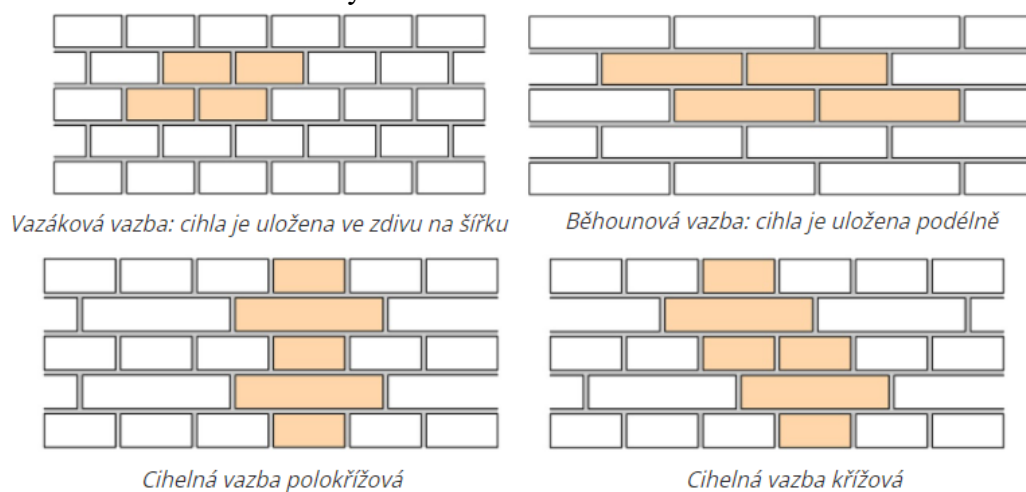 Vazáková vazba: cihla je uložena ve zdivu na šířku
Běhounová vazba: cihla je uložena podélně
Cihelná vazba polokřížová
Cihelná vazba křížová